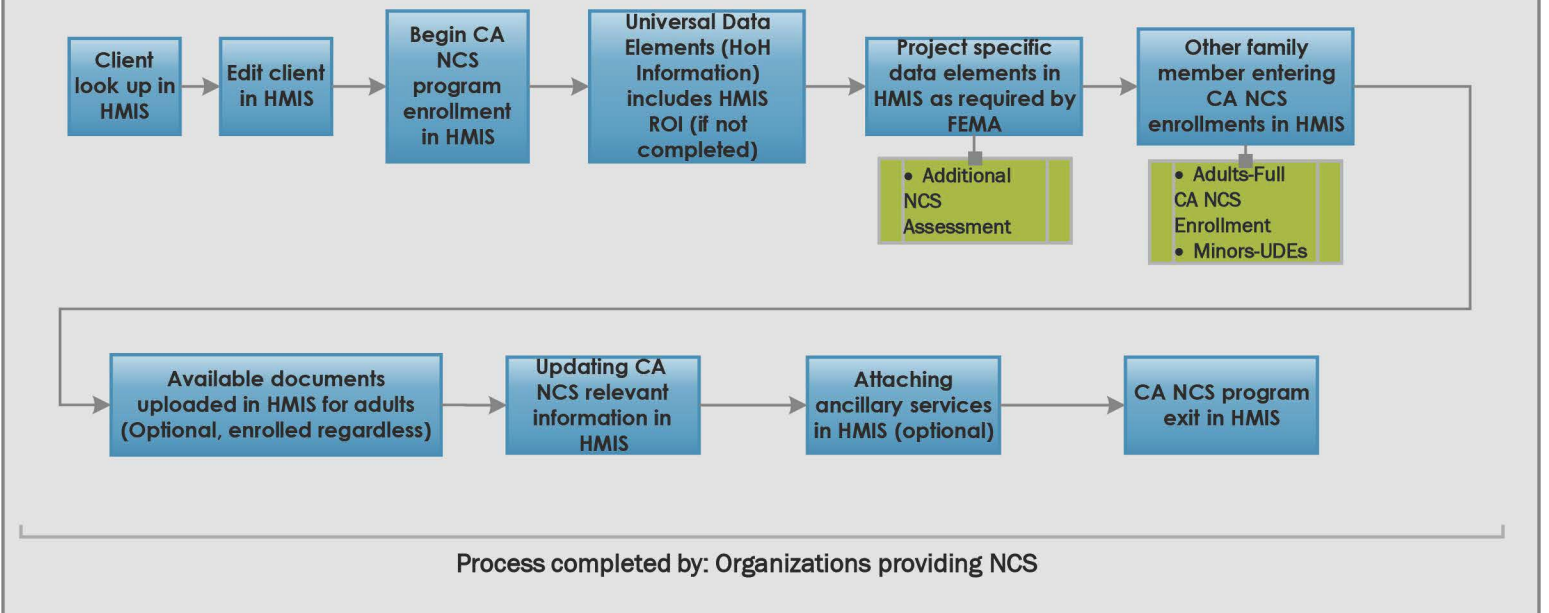 Client
look up in
HMIS
Edit client
in HMIS
Begin CA
NCS
program
enrollment
in HMIS
Universal Data
Elements (HoH
Information)
includes HMIS
ROI (if not
completed)
Project specific
data elements in
HMIS as required by
FEMA
• Additional
NCS
Assessment
Other family
member entering
CA NCS
enrollments in HMIS
• Adults-Full
CA NCS
Enrollment
• Minors-UDEs
Available documents
uploaded in HMIS for adults
(Optional, enrolled regardless)
Updating CA
NCS relevant
information in
HMIS
Attaching
ancillary services
in HMIS (optional)
CA NCS program
exit in HMIS
Process completed by: Organizations providing NCS